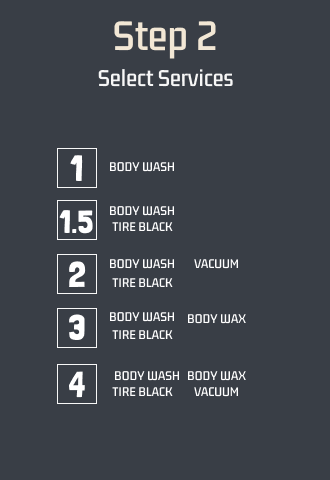 Step 2
Select Services
1 BODY WASH
1.5 BODY WASH
TIRE BLACK
2 BODY WASH VACUUM
TIRE BLACK
3 BODY WASH BODY WAX
TIRE BLACK
4 BODY WASH BODY WAX
TIRE BLACK VACUUM